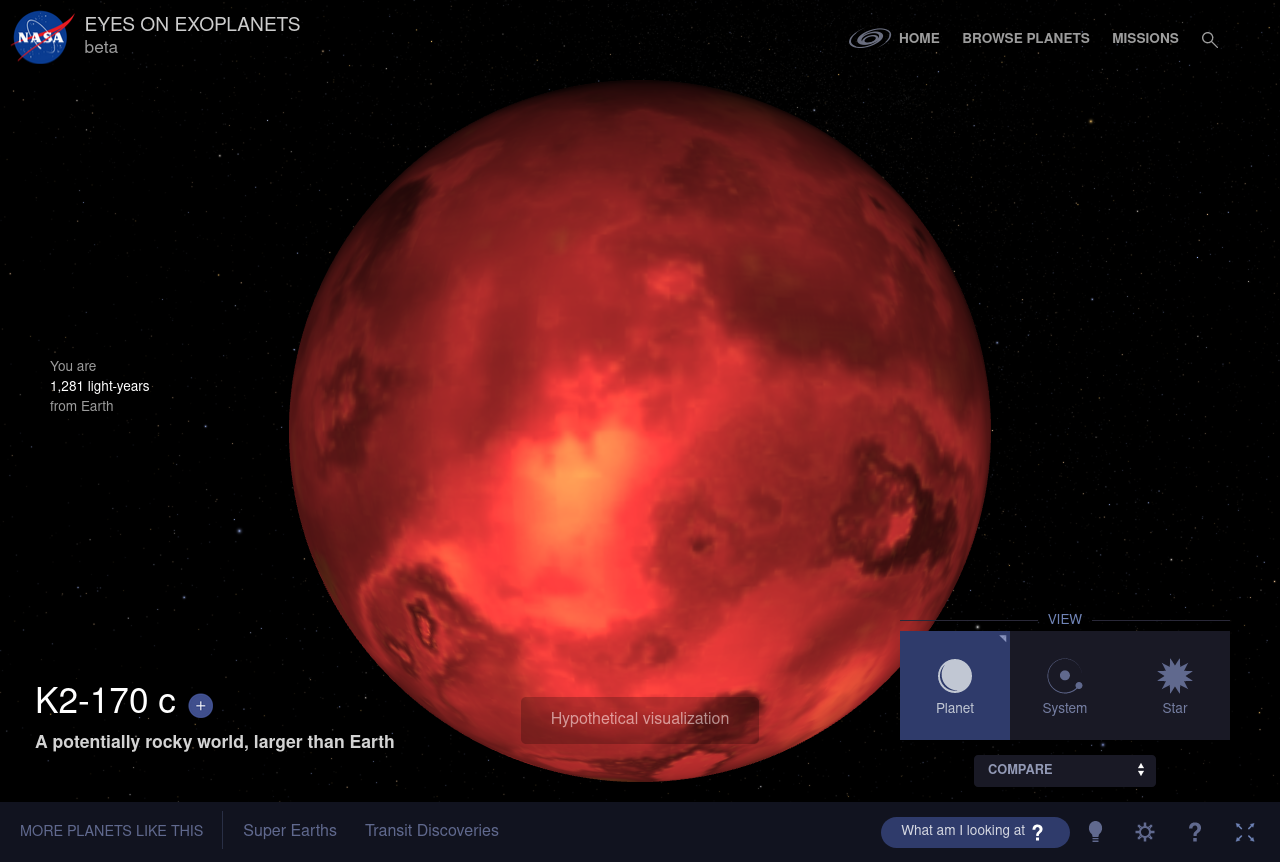 NASA
EYES ON EXOPLANETS
beta
HOME
BROWSE PLANETS
MISSIONS
You are
1,281 light-years
from Earth
VIEW
Planet
System
Star
K2-170 c
+
A potentially rocky world, larger than Earth
Hypothetical visualization
COMPARE
MORE PLANETS LIKE THIS
Super Earths
Transit Discoveries
What am I looking at ?
?